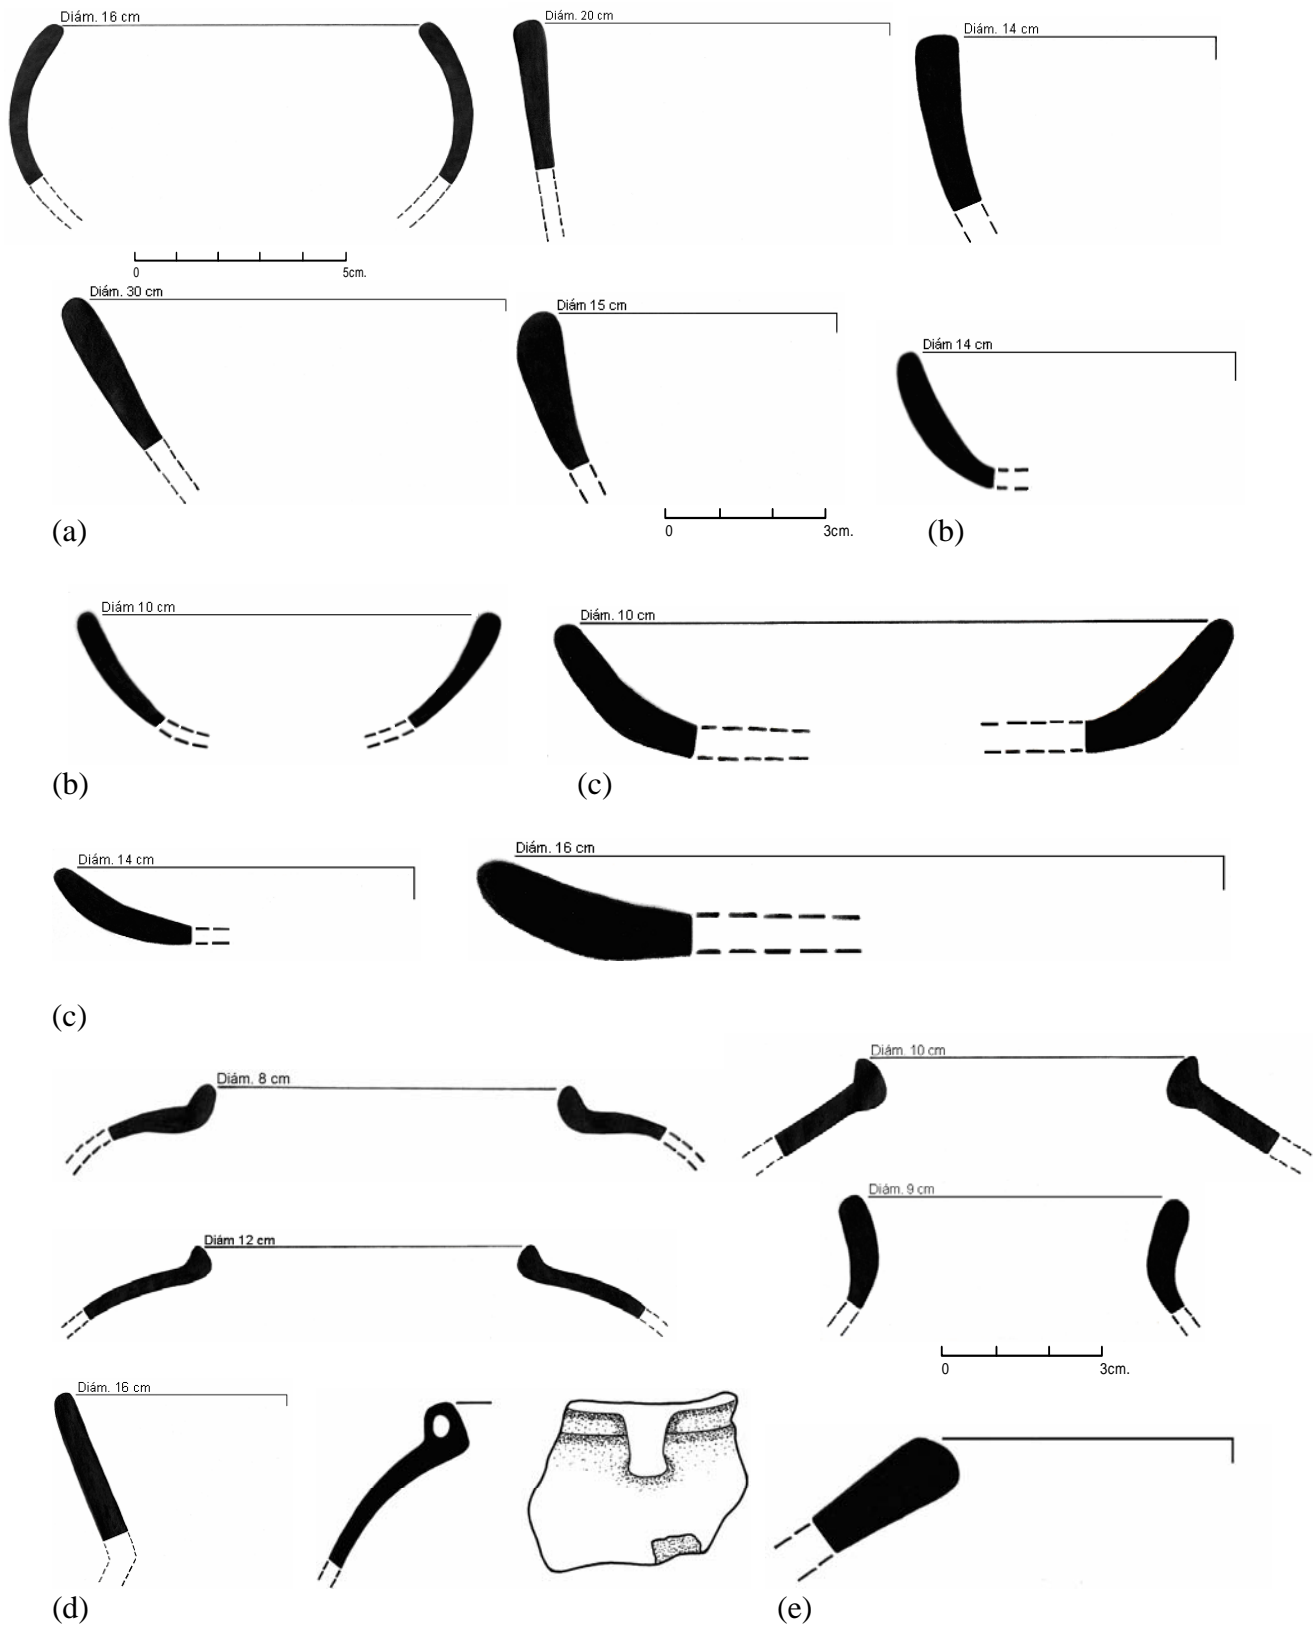 Diám. 16 cm
Diám. 20 cm
Diám. 14 cm
0 5cm.
Diám. 30 cm
Diám 15 cm
Diám 14 cm
0 3cm.
(a)
(b)
Diám 10 cm
Diám. 10 cm
(b)
(c)
Diám. 14 cm
Diám. 16 cm
(c)
Diám. 8 cm
Diám. 10 cm
Diám. 9 cm
Diám 12 cm
0 3cm.
Diám. 16 cm
(d)
(e)